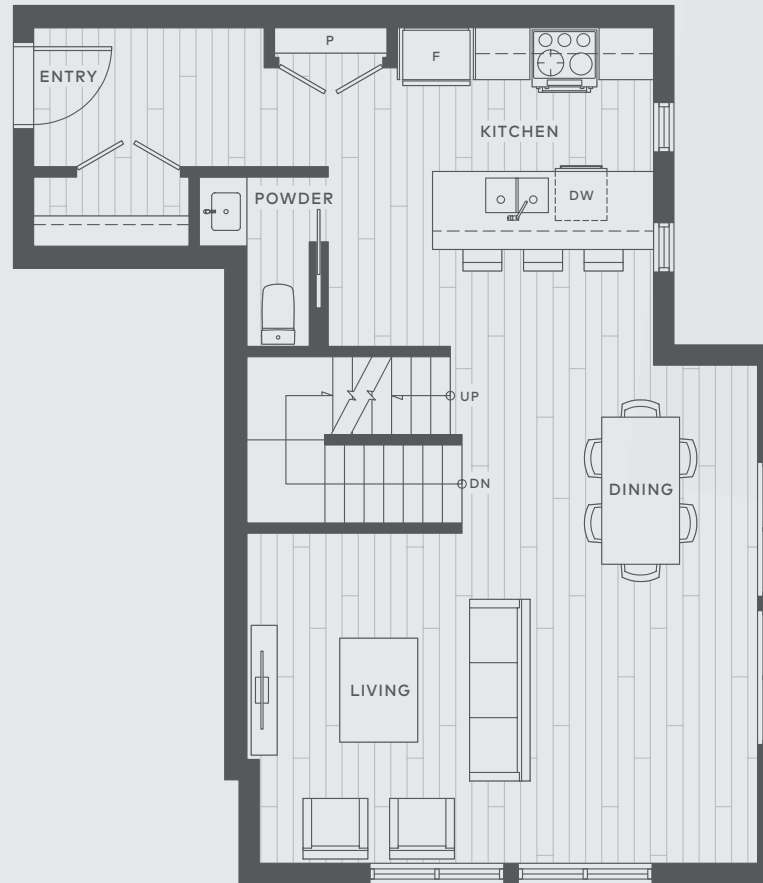 P
F
ENTRY
KITCHEN
POWDER
DW
UP
DN
DINING
LIVING